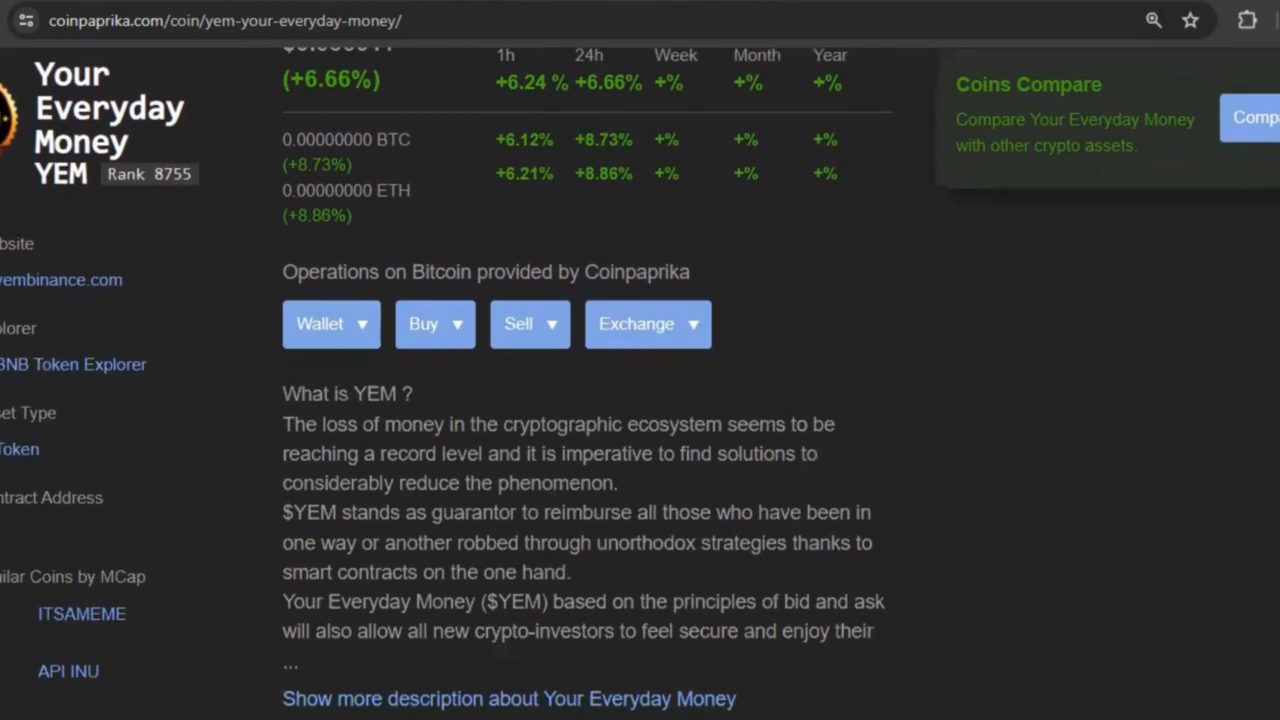 coinpaprika.com/coin/yem-your-everyday-money/
Your
Everyday
Money
YEM Rank 8755
bsite
yembinance.com
plorer
BNB Token Explorer
set Type
Token
ntract Address
ilar Coins by MCap
ITSAMEME
API INU
(+6.66%)
1h 24h Week Month Year
+6.24 % +6.66% +% +% +%
0.00000000 BTC +6.12% +8.73% +% +% +%
(+8.73%)
+6.21% +8.86% +% +% +%
0.00000000 ETH
(+8.86%)
Operations on Bitcoin provided by Coinpaprika
Wallet ▼ Buy ▼ Sell ▼ Exchange ▼
What is YEM ?
The loss of money in the cryptographic ecosystem seems to be
reaching a record level and it is imperative to find solutions to
considerably reduce the phenomenon.
$YEM stands as guarantor to reimburse all those who have been in
one way or another robbed through unorthodox strategies thanks to
smart contracts on the one hand.
Your Everyday Money ($YEM) based on the principles of bid and ask
will also allow all new crypto-investors to feel secure and enjoy their
...
Show more description about Your Everyday Money
Coins Compare
Compare Your Everyday Money
with other crypto assets.
Compa